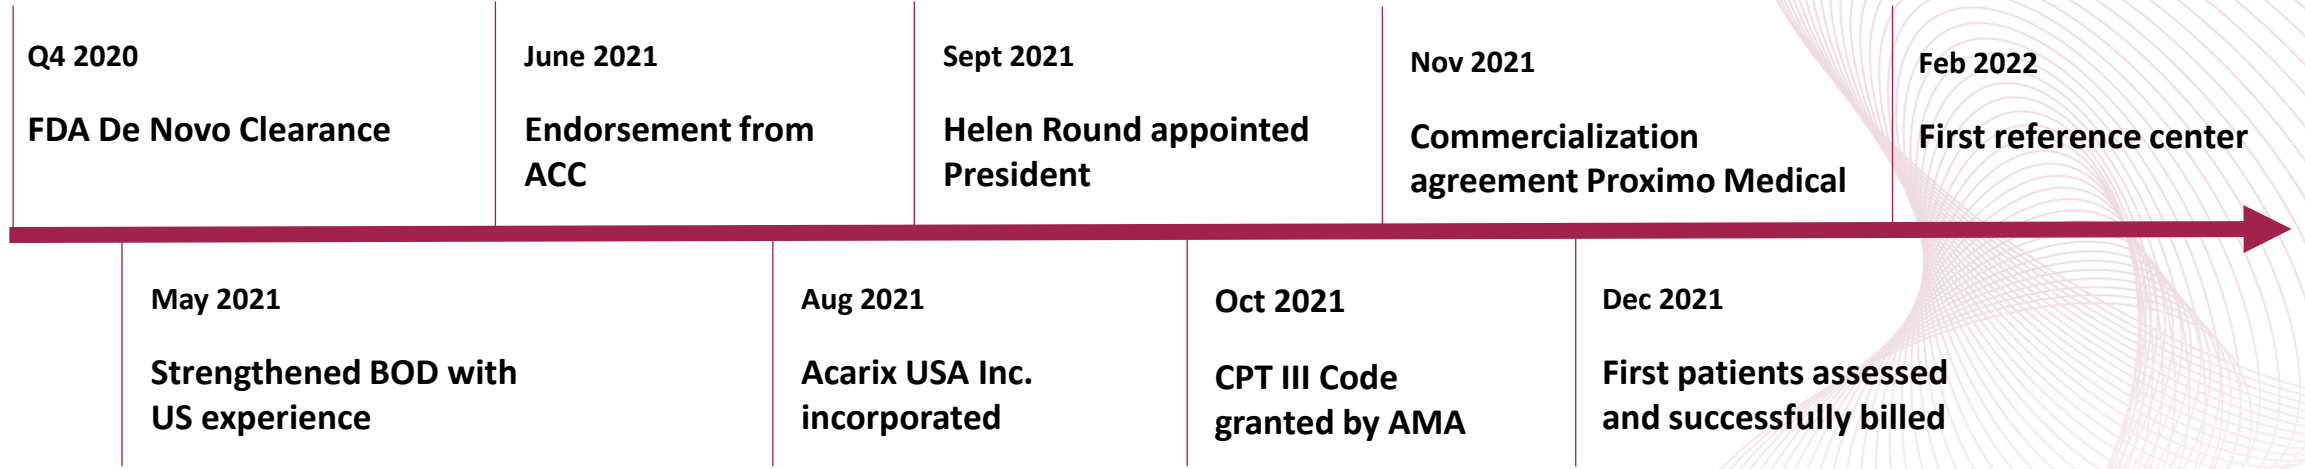 Q4 2020
FDA De Novo Clearance
June 2021
Endorsement from
ACC
Sept 2021
Helen Round appointed
President
Nov 2021
Commercialization
agreement Proximo Medical
Feb 2022
First reference center
May 2021
Strengthened BOD with
US experience
Aug 2021
Acarix USA Inc.
incorporated
Oct 2021
CPT III Code
granted by AMA
Dec 2021
First patients assessed
and successfully billed